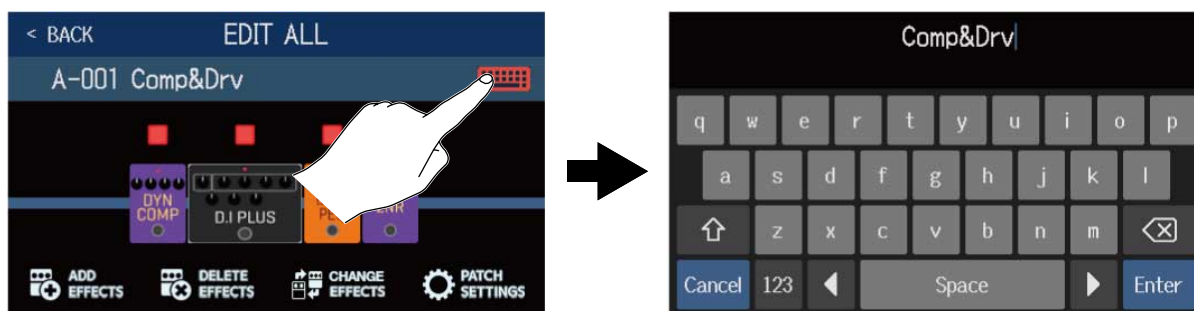 < BACK EDIT ALL
A-001 Comp&Drv
DYN
COMP
D.I PLUS
ADD
EFFECTS
DELETE
EFFECTS
CHANGE
EFFECTS
PATCH
SETTINGS
Comp&Drv
q w e r t y u i o p
a s d f g h j k l
z x c v b n m
Cancel 123 Space Enter